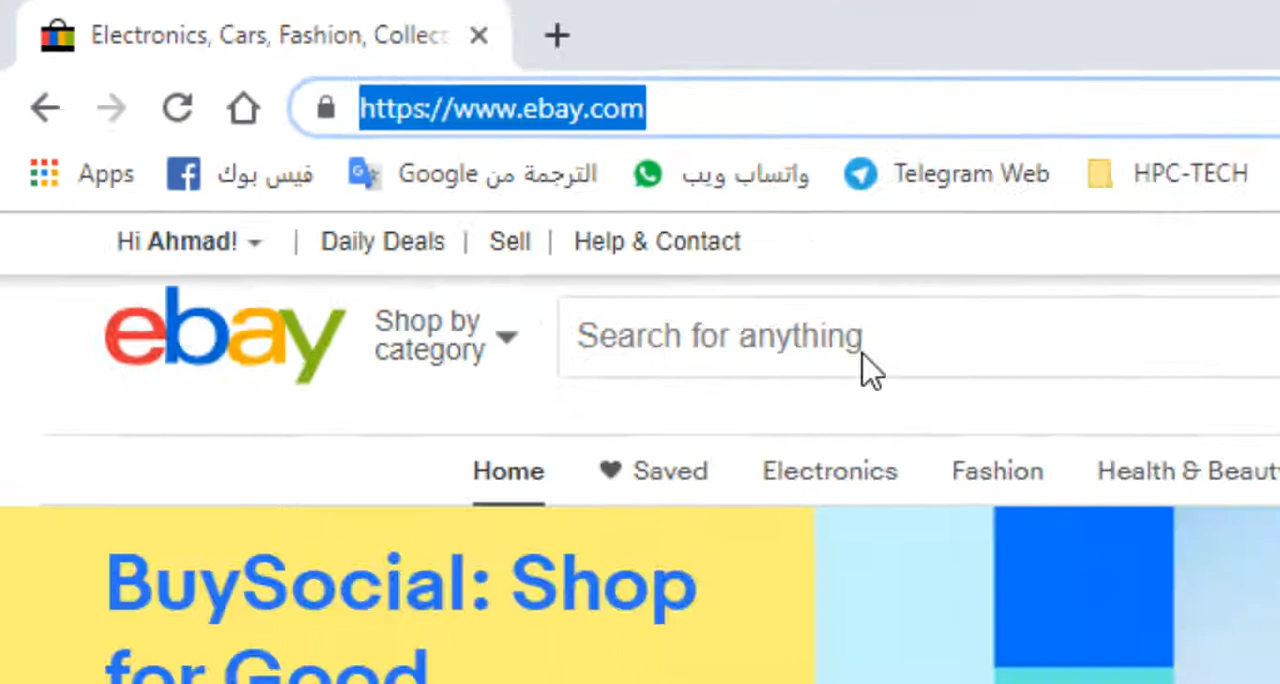 Electronics, Cars, Fashion, Collect
https://www.ebay.com
Apps فيس بوك الترجمة من Google واتساب ويب Telegram Web HPC-TECH
Hi Ahmad! | Daily Deals | Sell | Help & Contact
ebay
Shop by
category
Search for anything
Home Saved Electronics Fashion Health & Beauty
BuySocial: Shop
for Good